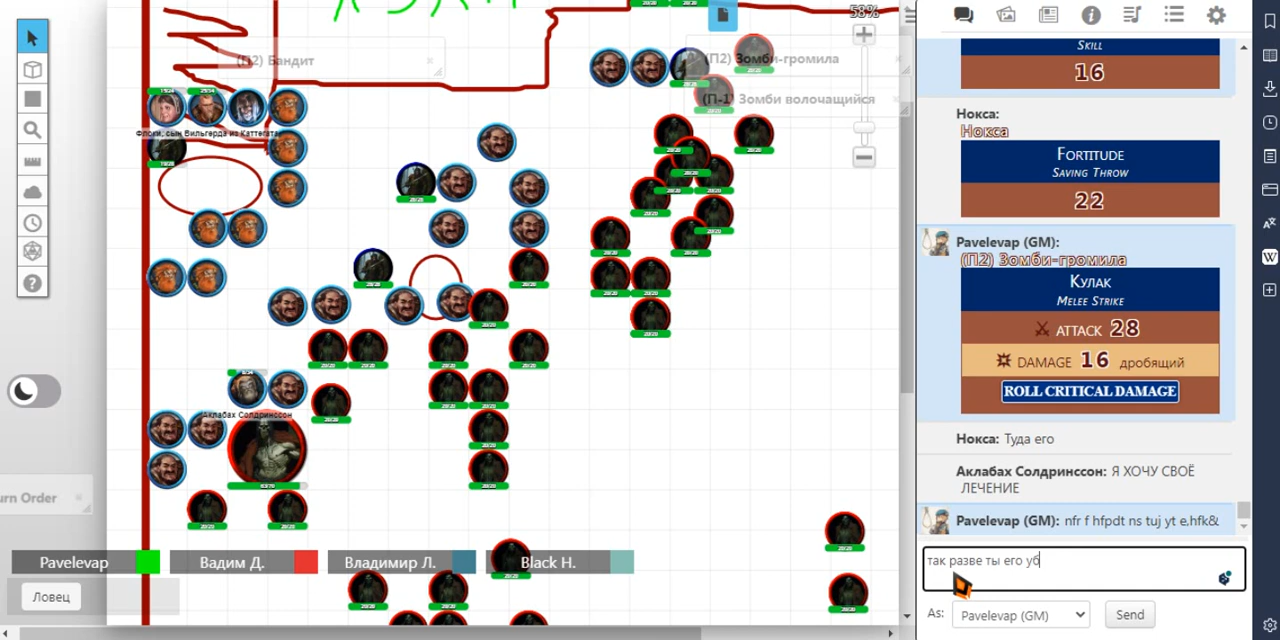 58%
(П2) Бандит
(П2) Зомби-громила
(П-1) Зомби волочащийся
Флоки, сын Вильгерда из Каттегата
Аклабах Солдринссон
urn Order
Pavelevap
Вадим Д.
Владимир Л.
Black H.
Ловец
SKILL
16
Нокса:
Нокса
FORTITUDE
SAVING THROW
22
Pavelevap (GM):
(П2) Зомби-громила
КУЛАК
MELEE STRIKE
ATTACK 28
DAMAGE 16 дробящий
ROLL CRITICAL DAMAGE
Нокса: Туда его
Аклабах Солдринссон: Я ХОЧУ СВОЁ
ЛЕЧЕНИЕ
Pavelevap (GM): nfr f hfpdt ns tuj yt e,hfk&
так разве ты его уб
As:
Pavelevap (GM)
Send